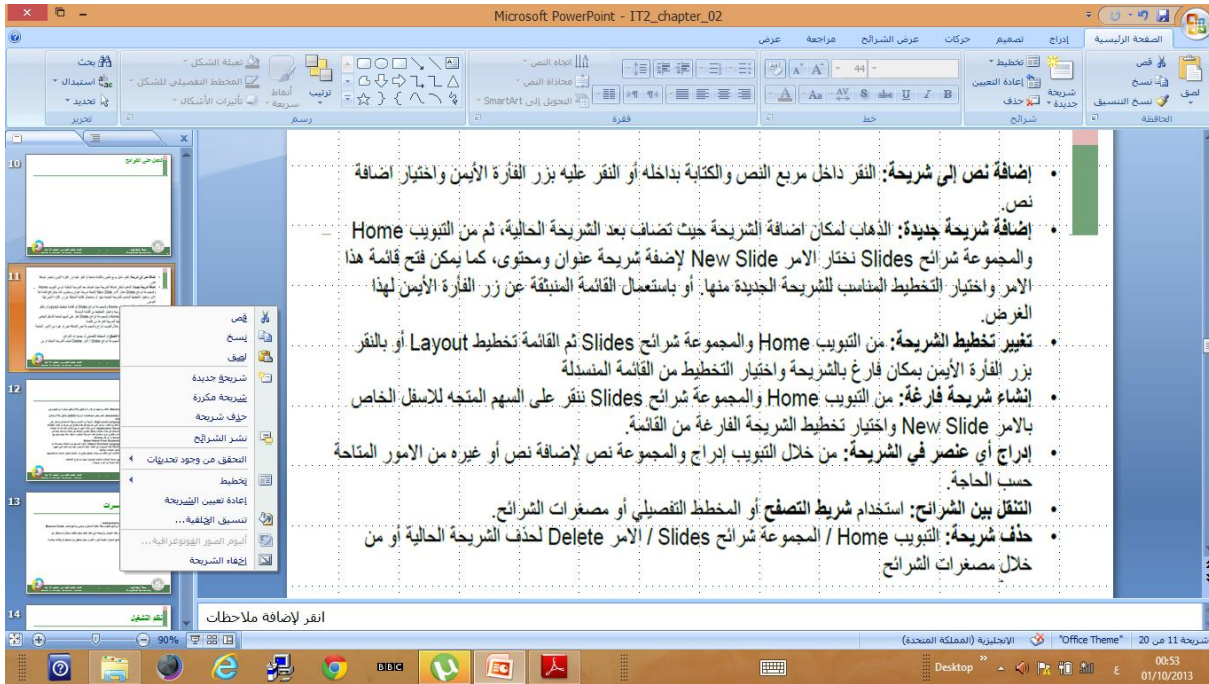 Microsoft PowerPoint - IT2_chapter_02
الصفحة الرئيسية إدراج تصميم حركات عرض الشرائح مراجعة عرض
لصق
قص
نسخ
نسخ التنسيق
الحافظة
شريحة جديدة
تخطيط
إعادة التعيين
حذف
شرائح
44
خط
اتجاه النص
محاذاة النص
التحويل إلى SmartArt
فقرة
ترتيب
أنماط سريعة
تعبئة الشكل
المخطط التفصيلي للشكل
تأثيرات الأشكال
رسم
بحث
استبدال
تحديد
تحرير
• إضافة نص إلى شريحة: النقر داخل مربع النص والكتابة بداخله أو النقر عليه بزر الفأرة الأيمن واختيار اضافة
نص.
• إضافة شريحة جديدة: الذهاب لمكان اضافة الشريحة حيث تضاف بعد الشريحة الحالية، ثم من التبويب Home
والمجموعة شرائح Slides نختار الامر New Slide لإضفة شريحة عنوان ومحتوى، كما يمكن فتح قائمة هذا
الامر واختيار التخطيط المناسب للشريحة الجديدة منها. أو باستعمال القائمة المنبثقة عن زر الفأرة الأيمن لهذا
الغرض.
• تغيير تخطيط الشريحة: من التبويب Home والمجموعة شرائح Slides ثم القائمة تخطيط Layout أو بالنقر
بزر الفأرة الأيمن بمكان فارغ بالشريحة واختيار التخطيط من القائمة المنسدلة
• إنشاء شريحة فارغة: من التبويب Home والمجموعة شرائح Slides ننقر على السهم المتجه للاسفل الخاص
بالامر New Slide واختيار تخطيط الشريحة الفارغة من القائمة.
• إدراج أي عنصر في الشريحة: من خلال التبويب إدراج والمجموعة نص لإضافة نص أو غيره من الامور المتاحة
حسب الحاجة.
• التنقل بين الشرائح: استخدام شريط التصفح أو المخطط التفصيلي أو مصغرات الشرائح.
• حذف شريحة: التبويب Home / المجموعة شرائح Slides / الأمر Delete لحذف الشريحة الحالية أو من
خلال مصغرات الشرائح
10
11
12
13
14
قص
نسخ
لصق
شريحة جديدة
شريحة مكررة
حذف شريحة
نشر الشرائح
التحقق من وجود تحديثات
تخطيط
إعادة تعيين الشريحة
تنسيق الخلفية...
ألبوم الصور الفوتوغرافية...
إخفاء الشريحة
انقر لإضافة ملاحظات
شريحة 11 من 20 "Office Theme" الإنجليزية (المملكة المتحدة) 90%
BBC
Desktop
ع
00:53
01/10/2013